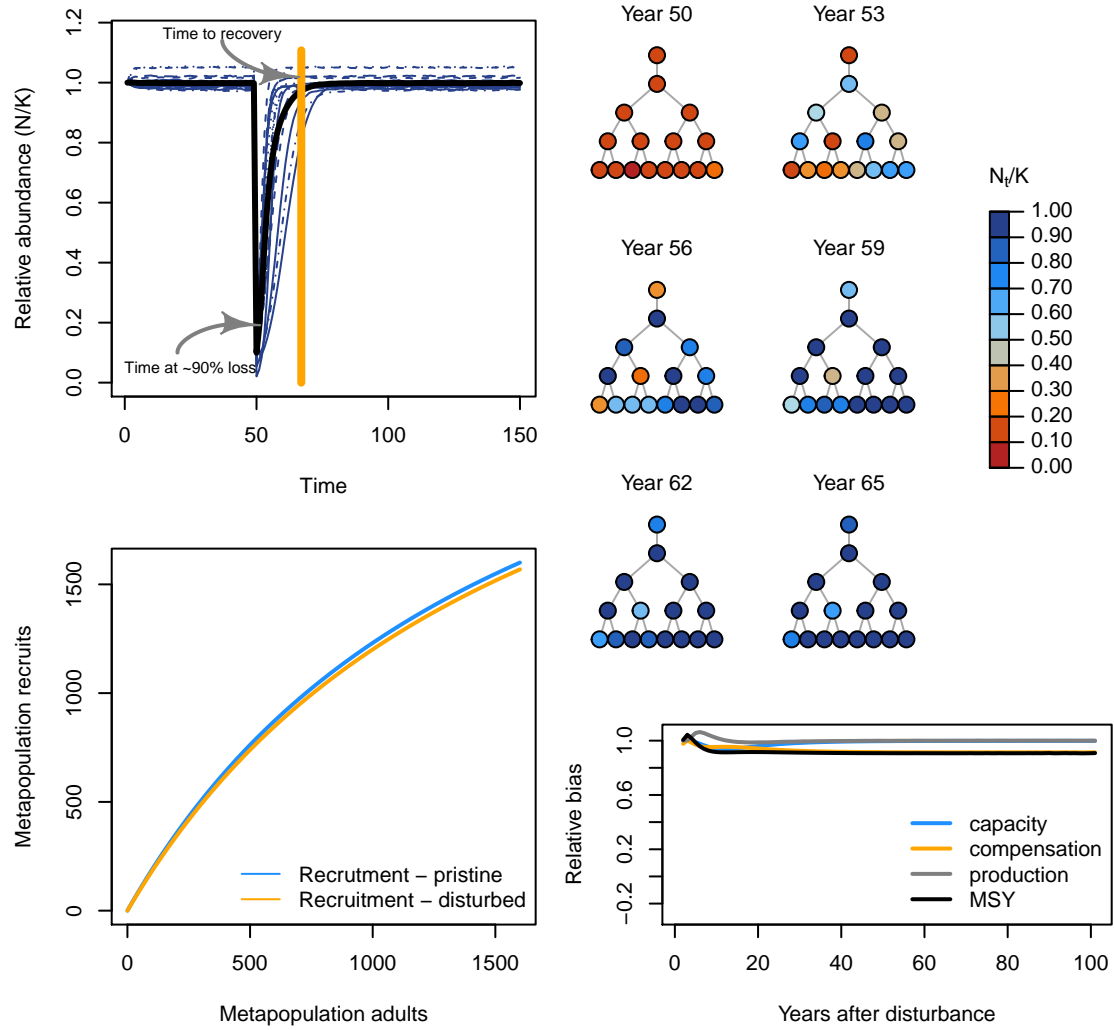 Relative abundance (N/K)
1.2
1.0
0.8
0.6
0.4
0.2
0.0
Time to recovery
Time at ~90% loss
0
50
100
150
Time
Year 50
Year 53
Year 56
Year 59
Year 62
Year 65
Nt/K
1.00
0.90
0.80
0.70
0.60
0.50
0.40
0.30
0.20
0.10
0.00
Metapopulation recruits
1500
1000
500
0
Recrutment − pristine
Recruitment − disturbed
0
500
1000
1500
Metapopulation adults
Relative bias
1.0
0.6
0.2
−0.2
capacity
compensation
production
MSY
0
20
40
60
80
100
Years after disturbance